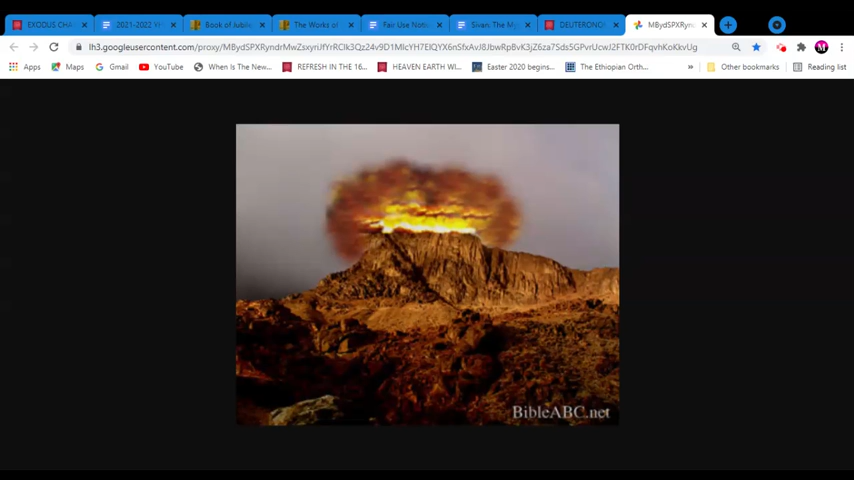 EXODUS CHA
2021-2022 YH
Book of Jubile
The Works of
Fair Use Notic
Sivan: The My
DEUTERONO
MBydSPXRyn
lh3.googleusercontent.com/proxy/MBydSPXRyndrMwZsxyriJfYrRClk3Qz24v9D1MlcYH7ElQYX6nSfxAvJ8JbwRpBvK3jZ6za7Sds5GPvrUcwJ2FTK0rDFqvhKoKkvUg
Apps
Maps
Gmail
YouTube
When Is The New...
REFRESH IN THE 16...
HEAVEN EARTH WI...
Easter 2020 begins...
The Ethiopian Orth...
»
Other bookmarks
Reading list
BibleABC.net